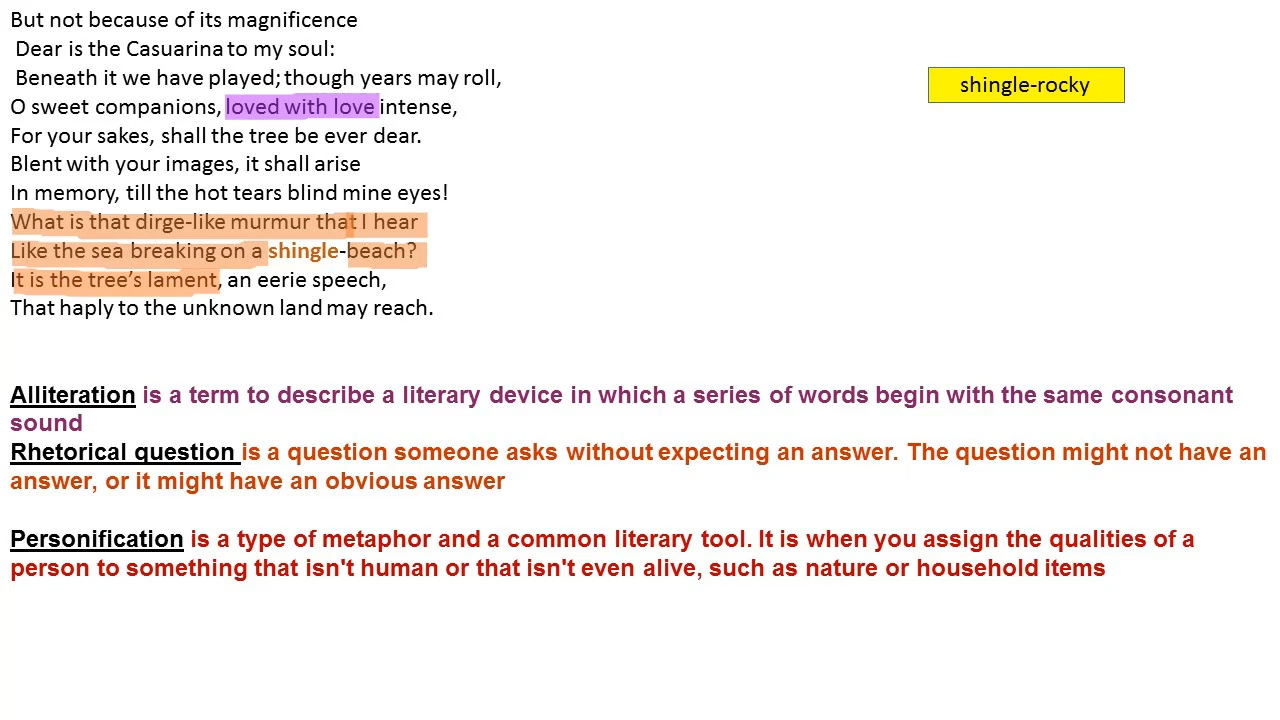 But not because of its magnificence
Dear is the Casuarina to my soul:
Beneath it we have played; though years may roll,
O sweet companions, loved with love intense,
For your sakes, shall the tree be ever dear.
Blent with your images, it shall arise
In memory, till the hot tears blind mine eyes!
What is that dirge-like murmur that I hear
Like the sea breaking on a shingle-beach?
It is the tree’s lament, an eerie speech,
That haply to the unknown land may reach.
shingle-rocky
Alliteration is a term to describe a literary device in which a series of words begin with the same consonant
sound
Rhetorical question is a question someone asks without expecting an answer. The question might not have an
answer, or it might have an obvious answer
Personification is a type of metaphor and a common literary tool. It is when you assign the qualities of a
person to something that isn't human or that isn't even alive, such as nature or household items